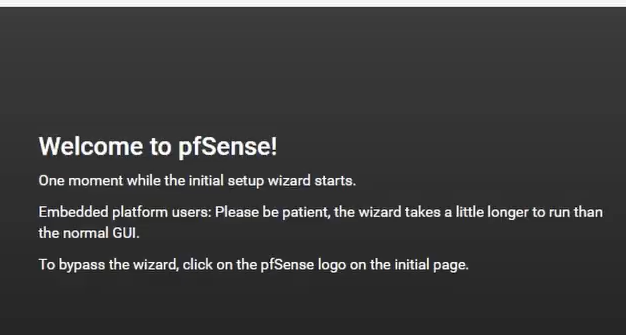 Welcome to pfSense!
One moment while the initial setup wizard starts.
Embedded platform users: Please be patient, the wizard takes a little longer to run than
the normal GUI.
To bypass the wizard, click on the pfSense logo on the initial page.